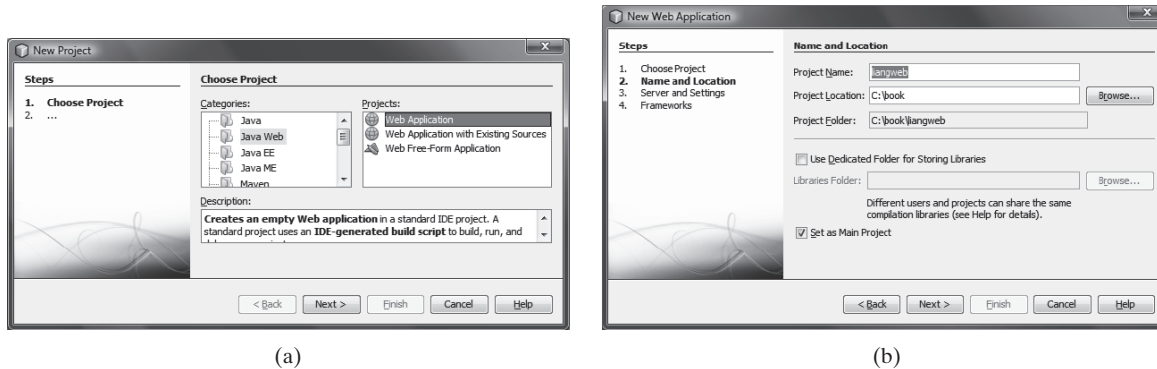 New Project
Steps
1. Choose Project
2. ...
Choose Project
Categories:
Java
Java Web
Java EE
Java ME
Maven
Projects:
Web Application
Web Application with Existing Sources
Web Free-Form Application
Description:
Creates an empty Web application in a standard IDE project. A
standard project uses an IDE-generated build script to build, run, and
< Back Next > Finish Cancel Help
(a)
New Web Application
Steps
1. Choose Project
2. Name and Location
3. Server and Settings
4. Frameworks
Name and Location
Project Name: liangweb
Project Location: C:\book Browse...
Project Folder: C:\book\liangweb
Use Dedicated Folder for Storing Libraries
Libraries Folder: Browse...
Different users and projects can share the same
compilation libraries (see Help for details).
Set as Main Project
< Back Next > Finish Cancel Help
(b)